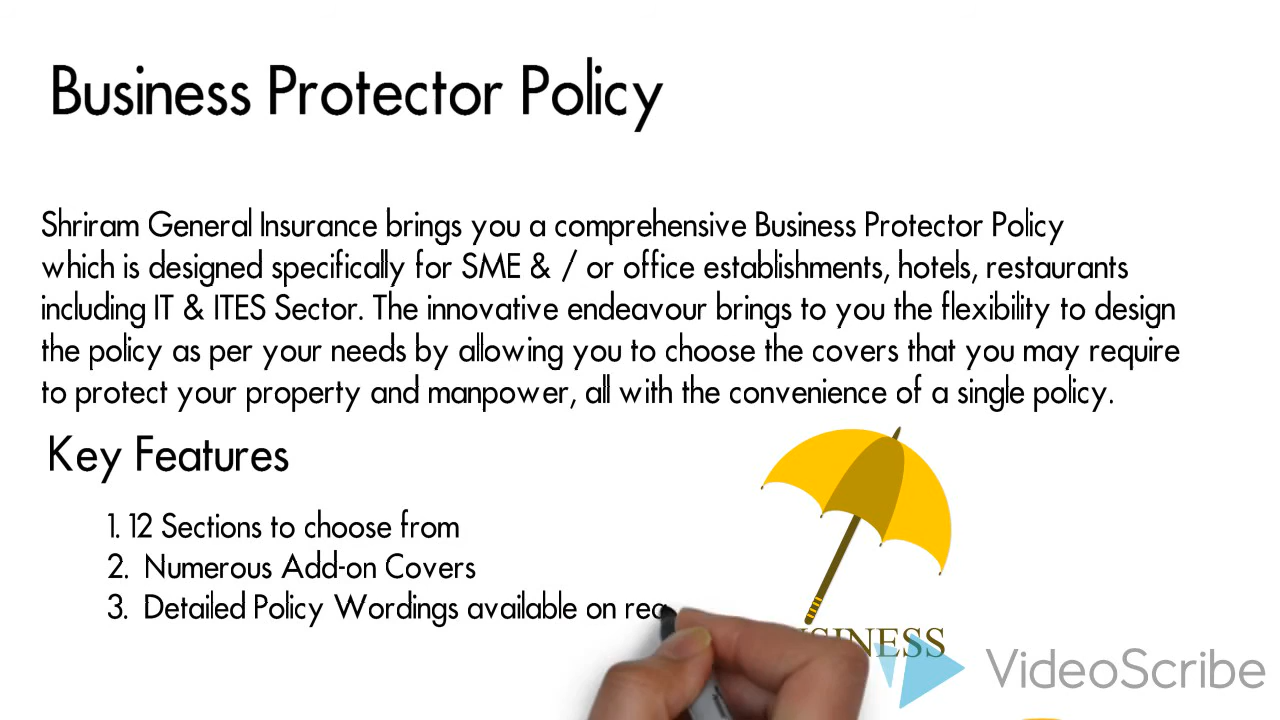 Business Protector Policy
Shriram General Insurance brings you a comprehensive Business Protector Policy
which is designed specifically for SME & / or office establishments, hotels, restaurants
including IT & ITES Sector. The innovative endeavour brings to you the flexibility to design
the policy as per your needs by allowing you to choose the covers that you may require
to protect your property and manpower, all with the convenience of a single policy.
Key Features
1. 12 Sections to choose from
2. Numerous Add-on Covers
3. Detailed Policy Wordings available on
VideoScribe